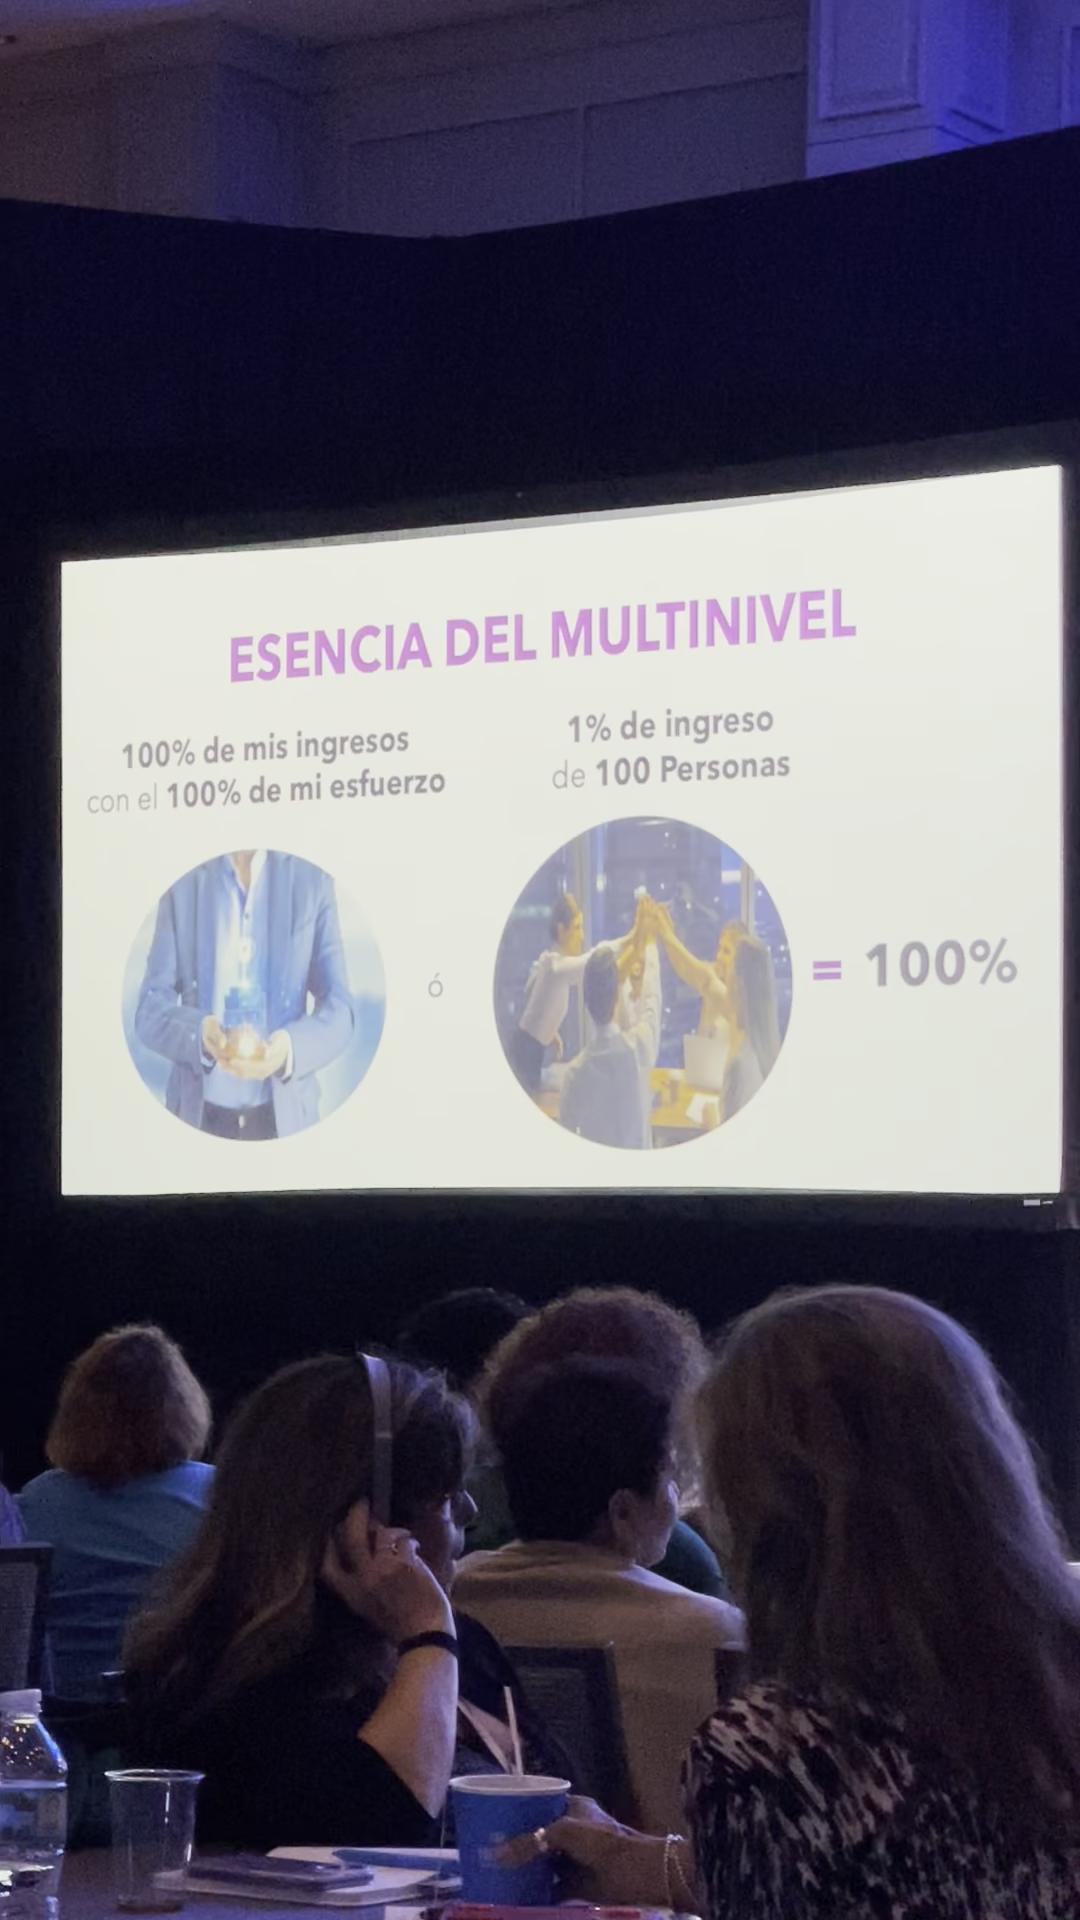 ESENCIA DEL MULTINIVEL
100% de mis ingresos
con el 100% de mi esfuerzo
1% de ingreso
de 100 Personas
ó
= 100%